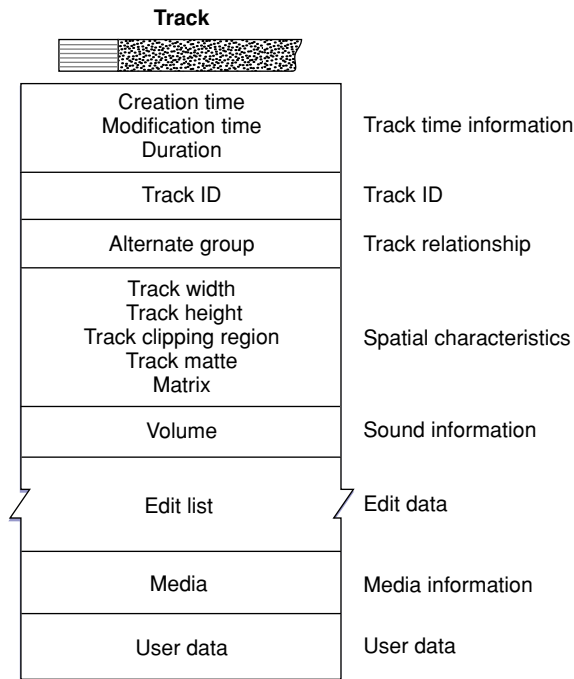 Track
Creation time
Modification time
Duration
Track time information
Track ID
Track ID
Alternate group
Track relationship
Track width
Track height
Track clipping region
Track matte
Matrix
Spatial characteristics
Volume
Sound information
Edit list
Edit data
Media
Media information
User data
User data